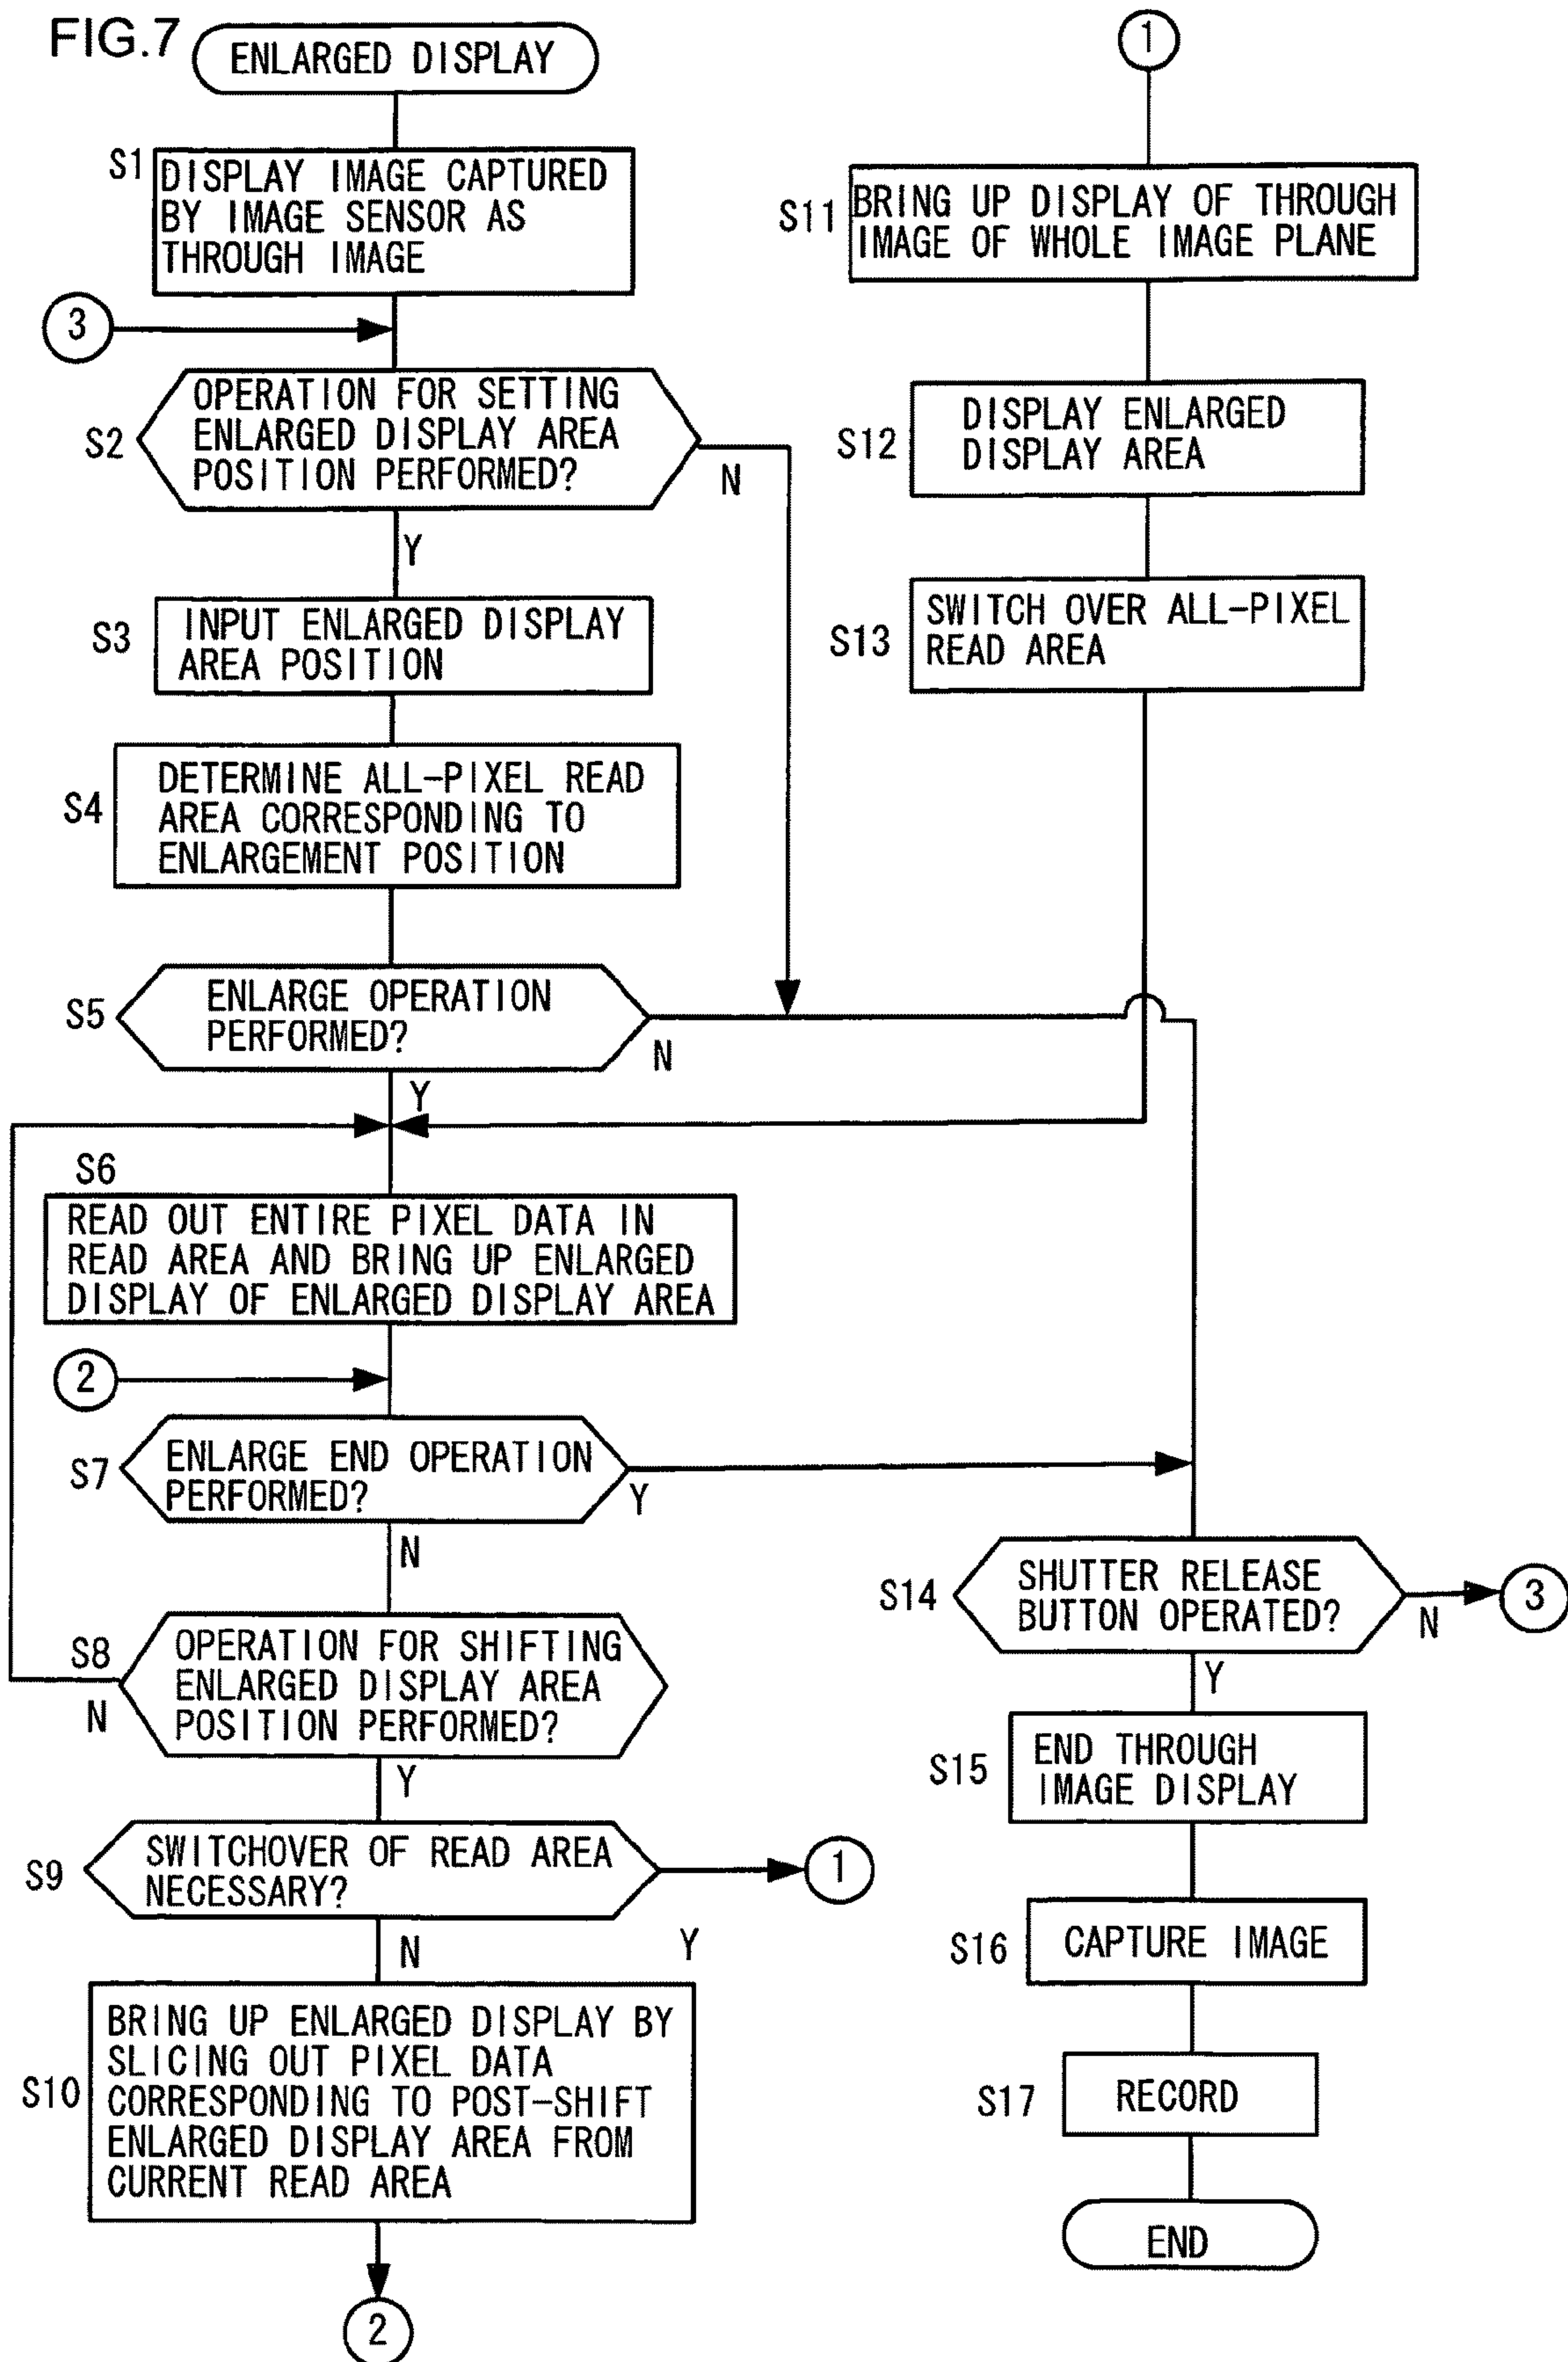 FIG.7
ENLARGED DISPLAY
S1
DISPLAY IMAGE CAPTURED
BY IMAGE SENSOR AS
THROUGH IMAGE
3
S2
OPERATION FOR SETTING
ENLARGED DISPLAY AREA
POSITION PERFORMED?
N
Y
S3
INPUT ENLARGED DISPLAY
AREA POSITION
S4
DETERMINE ALL-PIXEL READ
AREA CORRESPONDING TO
ENLARGEMENT POSITION
S5
ENLARGE OPERATION
PERFORMED?
N
Y
S6
READ OUT ENTIRE PIXEL DATA IN
READ AREA AND BRING UP ENLARGED
DISPLAY OF ENLARGED DISPLAY AREA
2
S7
ENLARGE END OPERATION
PERFORMED?
Y
N
S8
OPERATION FOR SHIFTING
ENLARGED DISPLAY AREA
POSITION PERFORMED?
N
Y
S9
SWITCHOVER OF READ AREA
NECESSARY?
1
N
Y
S10
BRING UP ENLARGED DISPLAY BY
SLICING OUT PIXEL DATA
CORRESPONDING TO POST-SHIFT
ENLARGED DISPLAY AREA FROM
CURRENT READ AREA
2
1
S11
BRING UP DISPLAY OF THROUGH
IMAGE OF WHOLE IMAGE PLANE
S12
DISPLAY ENLARGED
DISPLAY AREA
S13
SWITCH OVER ALL-PIXEL
READ AREA
S14
SHUTTER RELEASE
BUTTON OPERATED?
N
3
Y
S15
END THROUGH
IMAGE DISPLAY
S16
CAPTURE IMAGE
S17
RECORD
END